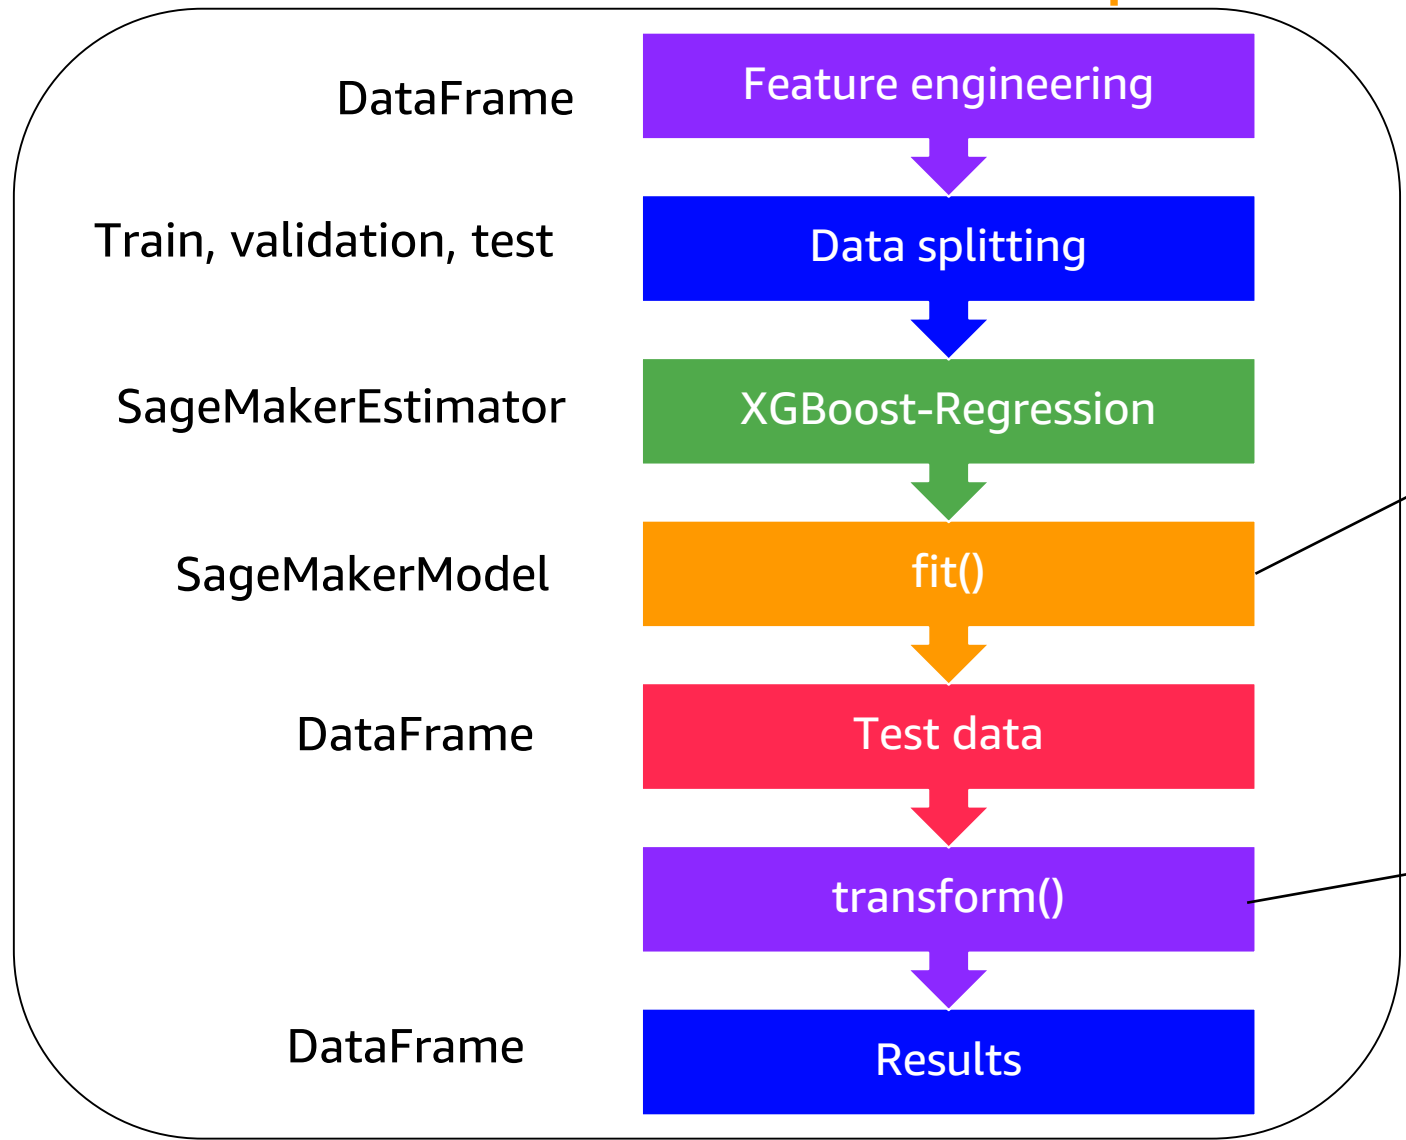 DataFrame
Feature engineering
Train, validation, test
Data splitting
SageMakerEstimator
XGBoost-Regression
SageMakerModel
fit()
DataFrame
Test data
transform()
DataFrame
Results